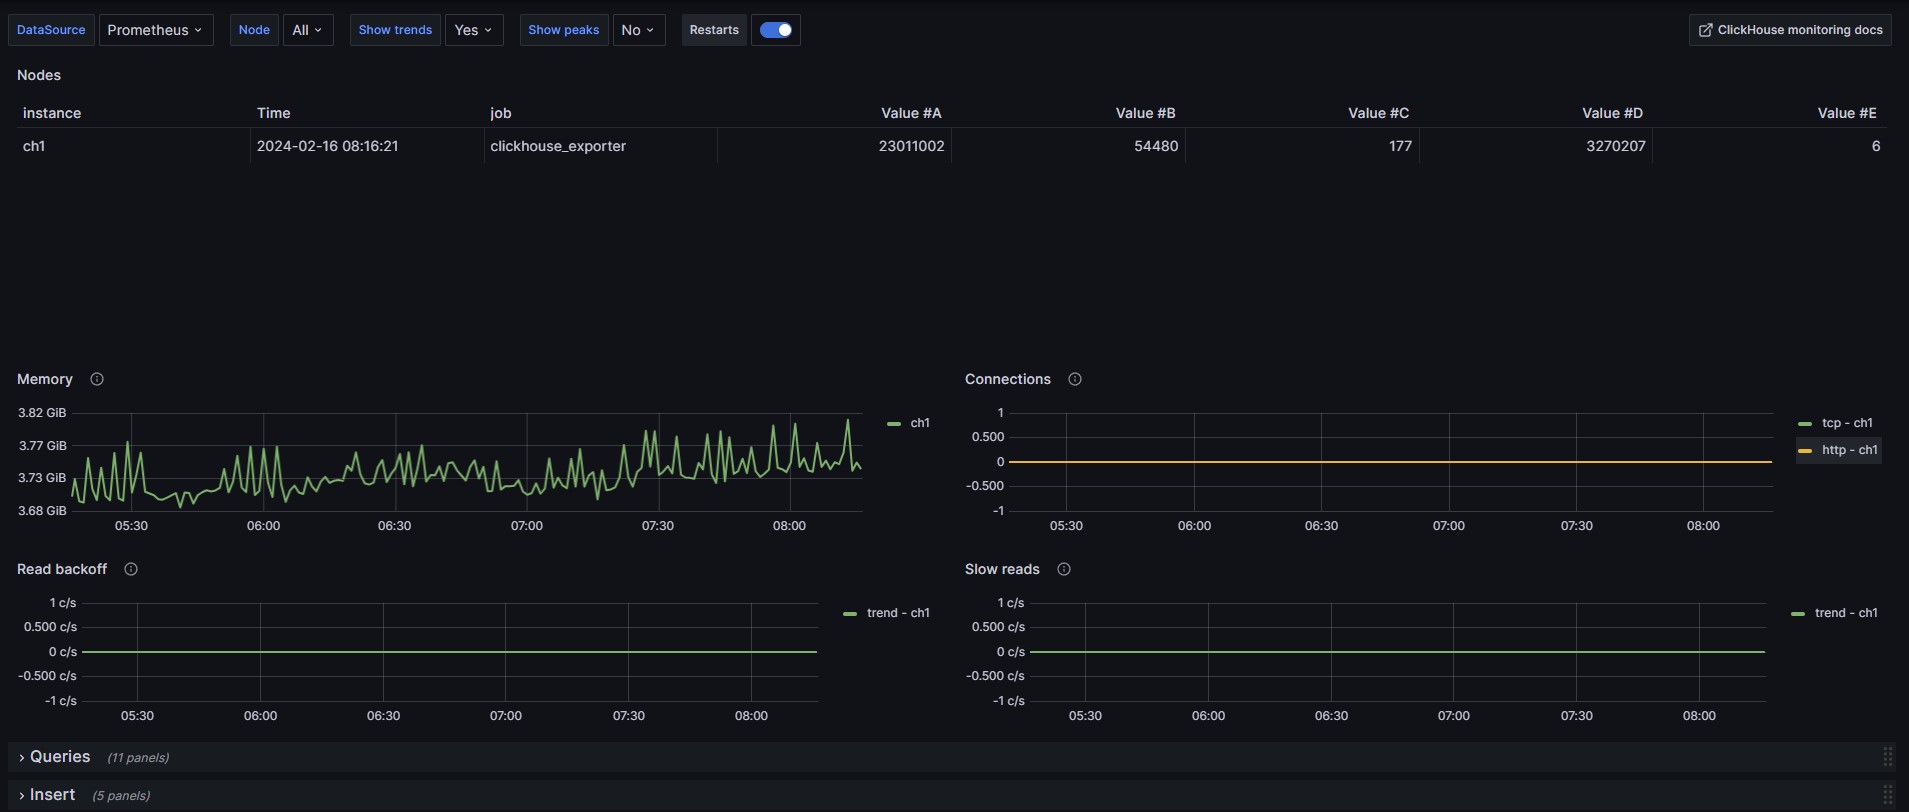 DataSource Prometheus Node All Show trends Yes Show peaks No Restarts ClickHouse monitoring docs
Nodes
instance Time job Value #A Value #B Value #C Value #D Value #E
ch1 2024-02-16 08:16:21 clickhouse_exporter 23011002 54480 177 3270207 6
Memory
3.82 GiB
3.77 GiB
3.73 GiB
3.68 GiB
05:30 06:00 06:30 07:00 07:30 08:00
ch1
Connections
1
0.500
0
-0.500
-1
05:30 06:00 06:30 07:00 07:30 08:00
tcp - ch1
http - ch1
Read backoff
1 c/s
0.500 c/s
0 c/s
-0.500 c/s
-1 c/s
05:30 06:00 06:30 07:00 07:30 08:00
trend - ch1
Slow reads
1 c/s
0.500 c/s
0 c/s
-0.500 c/s
-1 c/s
05:30 06:00 06:30 07:00 07:30 08:00
trend - ch1
Queries (11 panels)
Insert (5 panels)